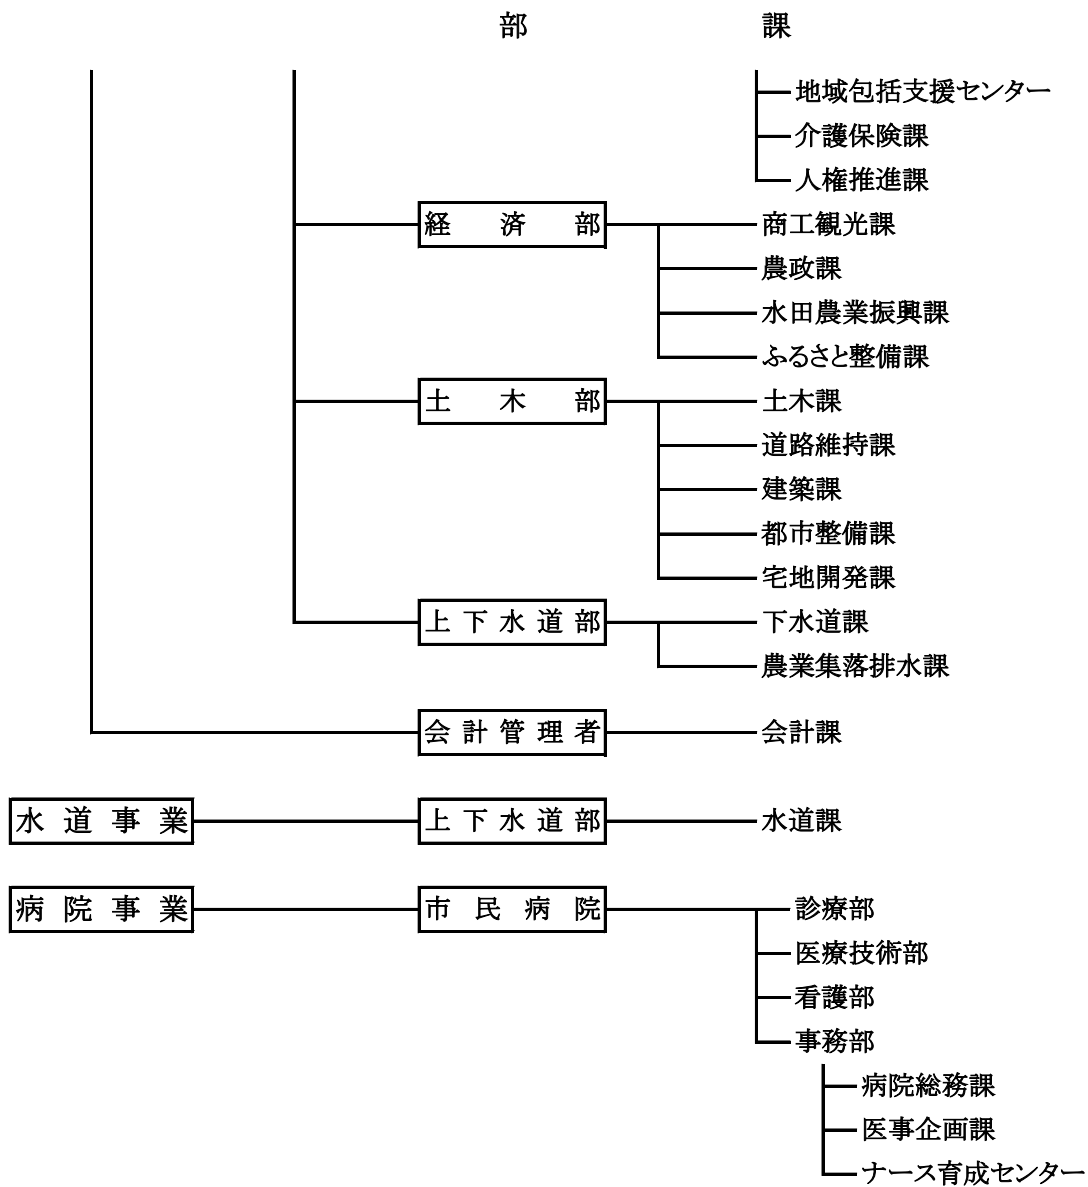 部 課
地域包括支援センター
介護保険課
人権推進課
経済部 商工観光課
農政課
水田農業振興課
ふるさと整備課
土木部 土木課
道路維持課
建築課
都市整備課
宅地開発課
上下水道部 下水道課
農業集落排水課
会計管理者 会計課
水道事業 上下水道部 水道課
病院事業 市民病院 診療部
医療技術部
看護部
事務部
病院総務課
医事企画課
ナース育成センター